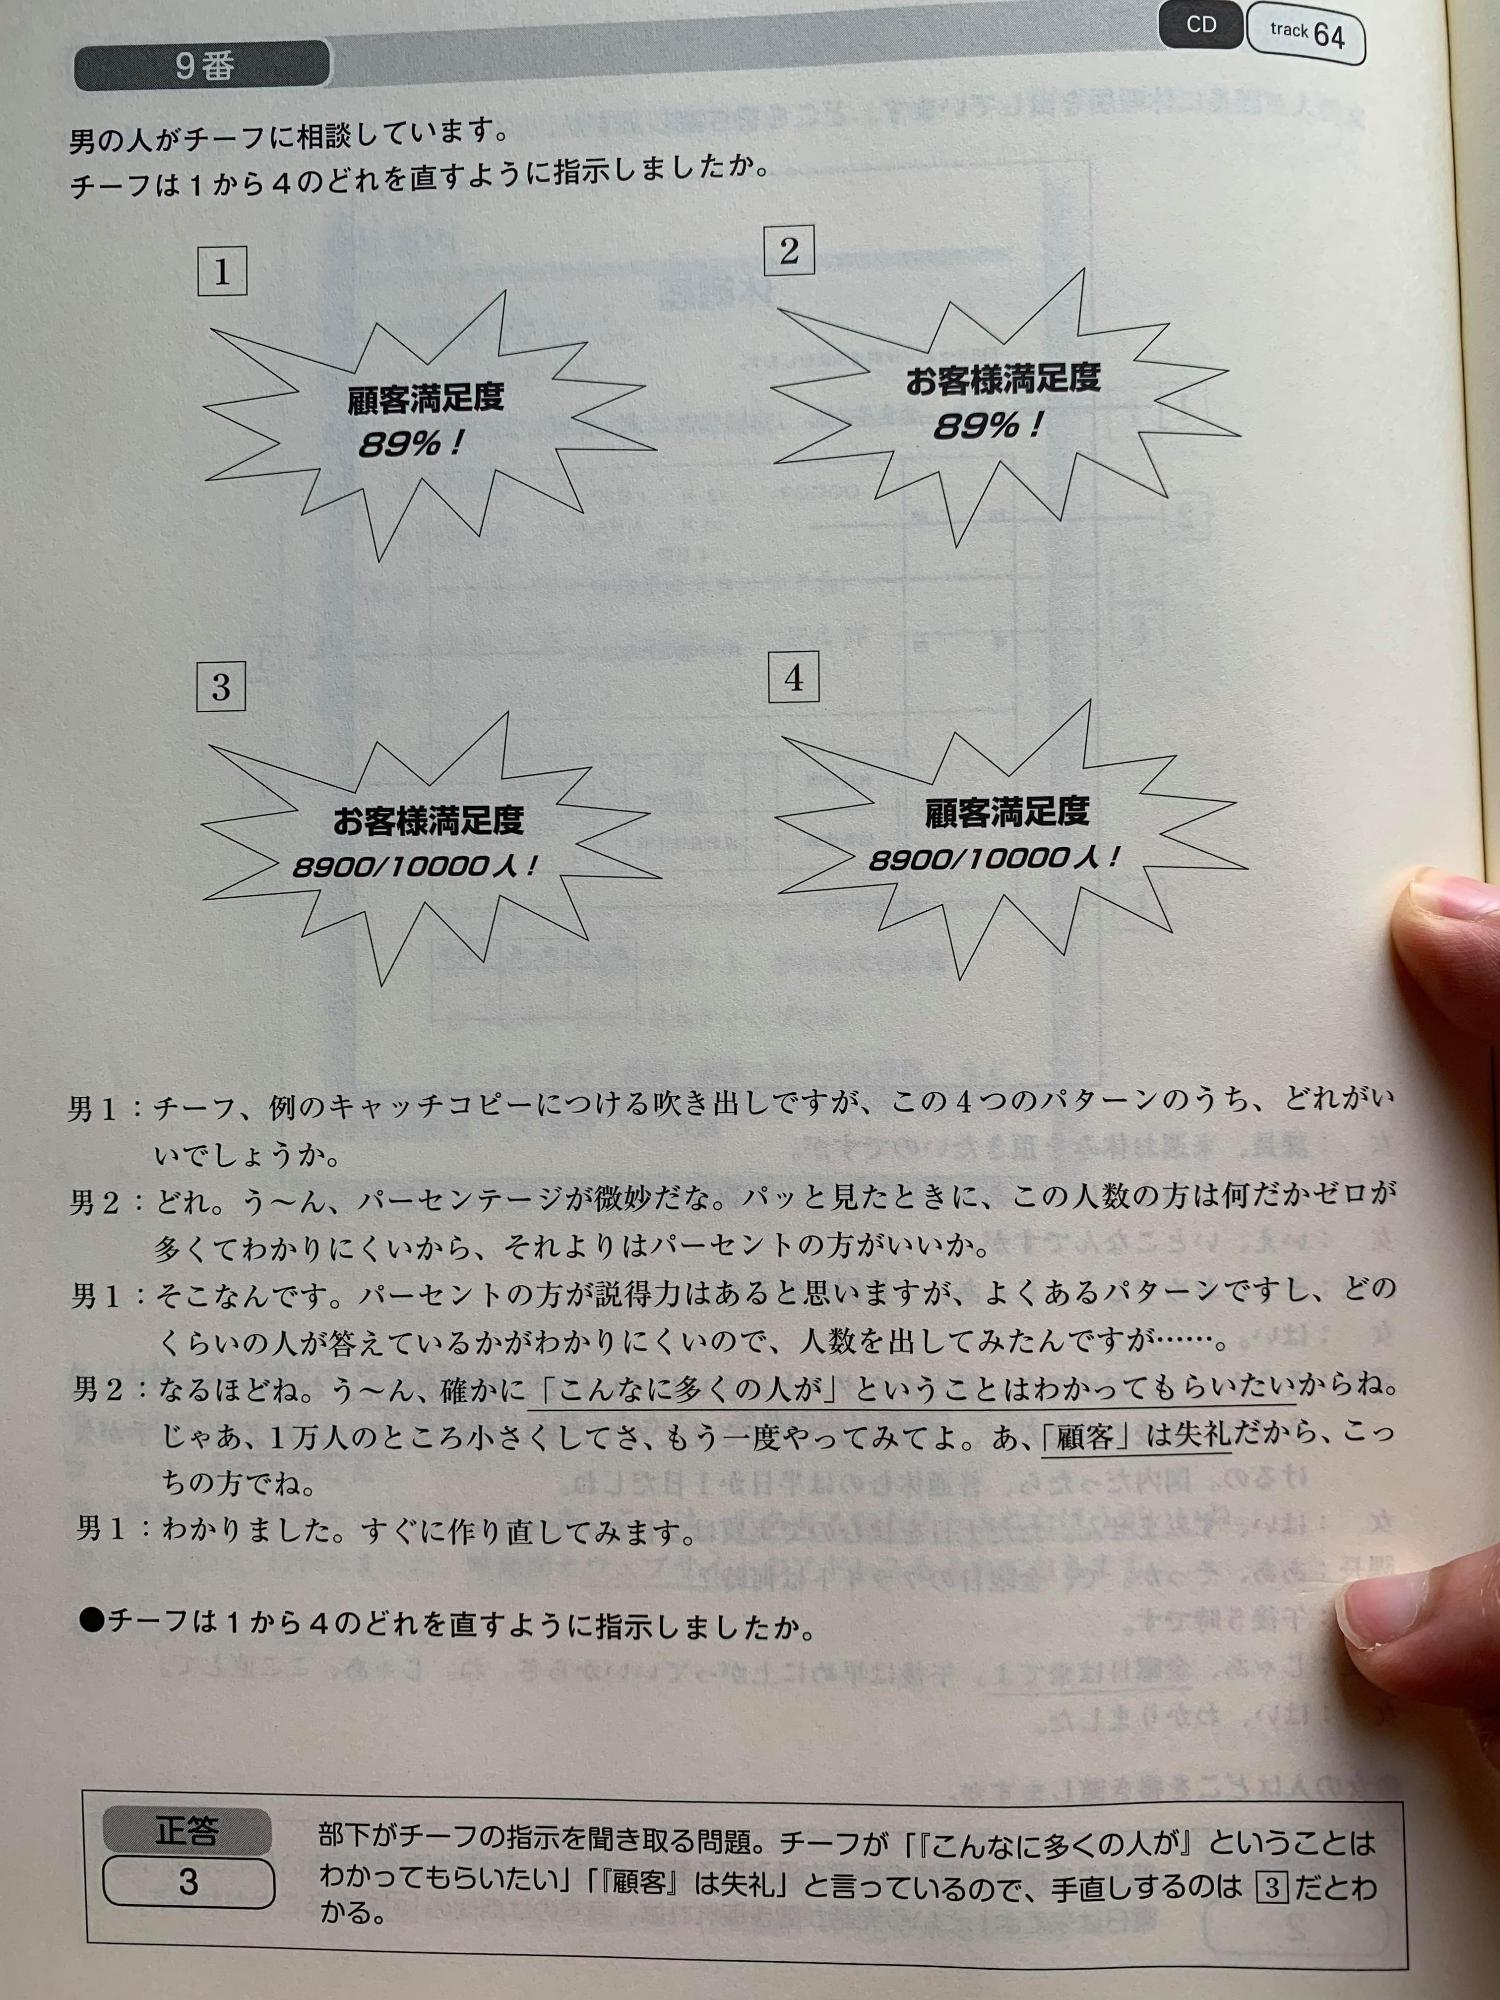 9番
CD
track 64
男の人がチーフに相談しています。
チーフは1から4のどれを直すように指示しましたか。
1
顧客満足度
89%！
2
お客様満足度
89%！
3
お客様満足度
8900/10000人！
4
顧客満足度
8900/10000人！
男1：チーフ、例のキャッチコピーにつける吹き出しですが、この4つのパターンのうち、どれがい
いでしょうか。
男2：どれ。う〜ん、パーセンテージが微妙だな。パッと見たときに、この人数の方は何だかゼロが
多くてわかりにくいから、それよりはパーセントの方がいいか。
男1：そこなんです。パーセントの方が説得力はあると思いますが、よくあるパターンですし、どの
くらいの人が答えているかがわかりにくいので、人数を出してみたんですが……。
男2：なるほどね。う〜ん、確かに「こんなに多くの人が」ということはわかってもらいたいからね。
じゃあ、1万人のところ小さくしてさ、もう一度やってみてよ。あ、「顧客」は失礼だから、こっ
ちの方でね。
男1：わかりました。すぐに作り直してみます。
●チーフは1から4のどれを直すように指示しましたか。
正答
3
部下がチーフの指示を聞き取る問題。チーフが「『こんなに多くの人が』ということは
わかってもらいたい」「『顧客』は失礼」と言っているので、手直しするのは 3 だとわ
かる。